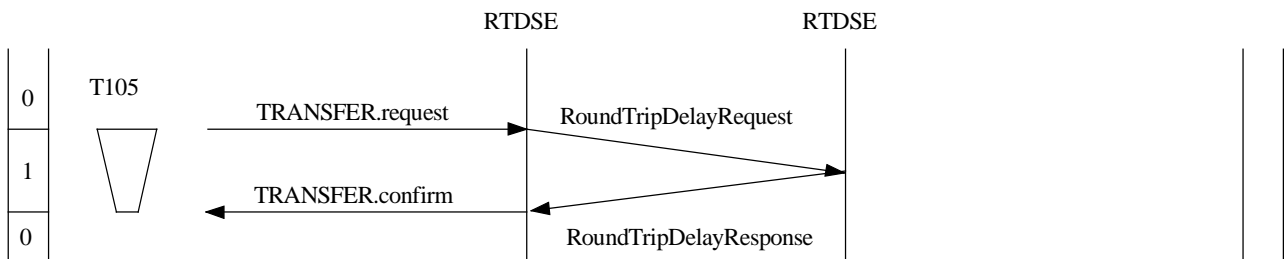 RTDSE RTDSE
T105
0
TRANSFER.request RoundTripDelayRequest
1
TRANSFER.confirm
0 RoundTripDelayResponse